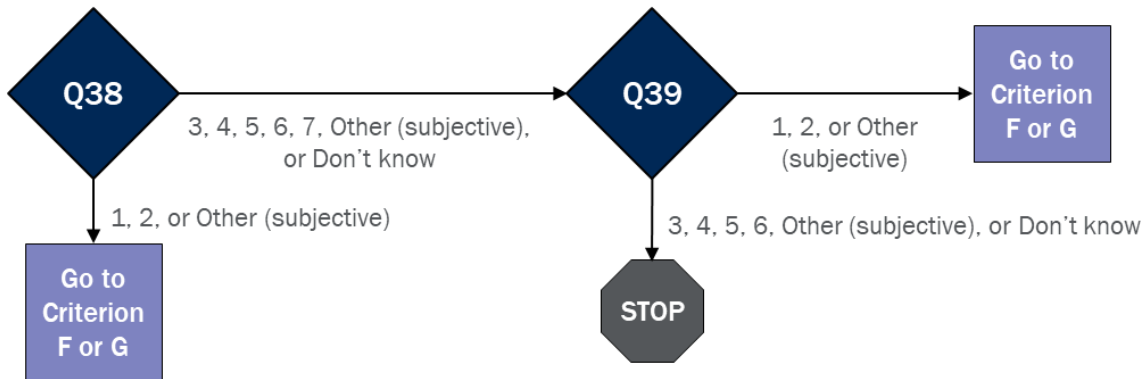 Q38
3, 4, 5, 6, 7, Other (subjective),
or Don't know
Q39
1, 2, or Other
(subjective)
Go to
Criterion
F or G
1, 2, or Other (subjective)
Go to
Criterion
F or G
3, 4, 5, 6, Other (subjective), or Don't know
STOP